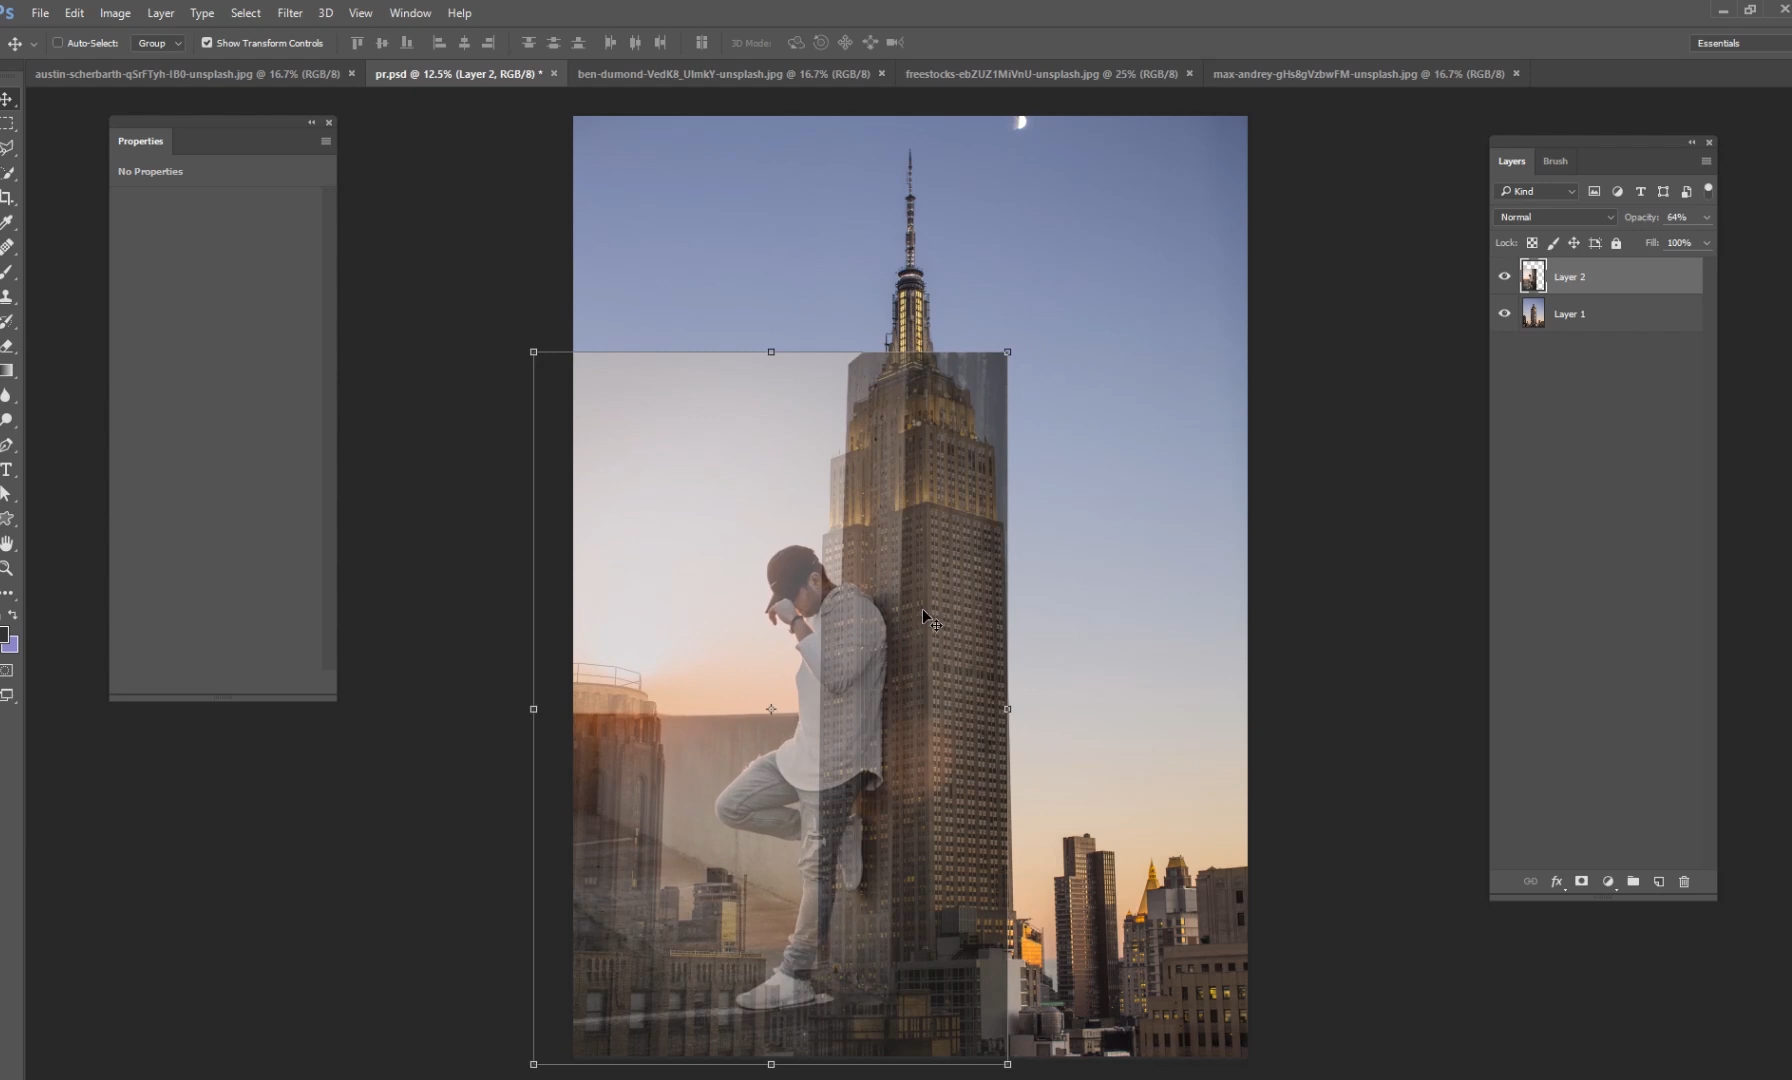 Ps File Edit Image Layer Type Select Filter 3D View Window Help
Auto-Select: Group Show Transform Controls 3D Mode: Essentials
austin-scherbarth-qSrFTyh-IB0-unsplash.jpg @ 16.7% (RGB/8) × pr.psd @ 12.5% (Layer 2, RGB/8) * × ben-dumond-VedK8_UlmkY-unsplash.jpg @ 16.7% (RGB/8) × freestocks-ebZUZ1MiVnU-unsplash.jpg @ 25% (RGB/8) × max-andrey-gHs8gVzbwFM-unsplash.jpg @ 16.7% (RGB/8) ×
Properties
No Properties
Layers Brush
Kind
Normal Opacity: 64%
Lock: Fill: 100%
Layer 2
Layer 1